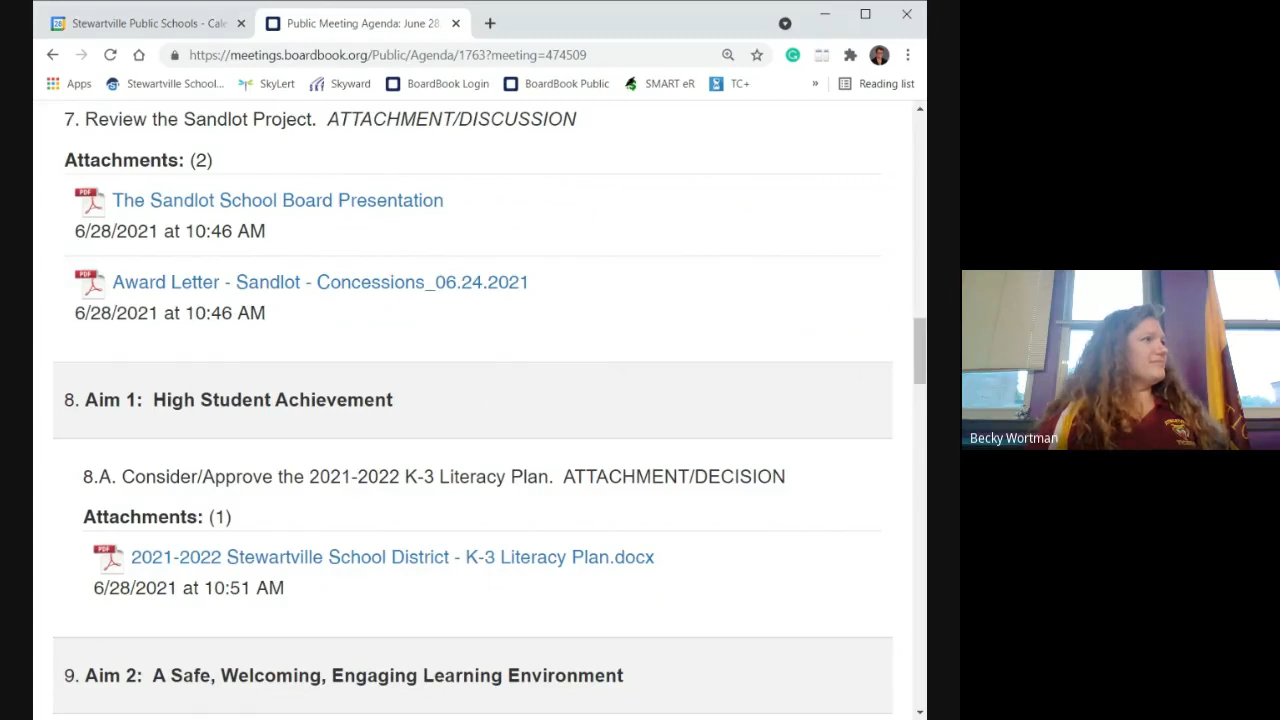 Stewartville Public Schools - Cale
Public Meeting Agenda: June 28
https://meetings.boardbook.org/Public/Agenda/1763?meeting=474509
Apps
Stewartville School...
SkyLert
Skyward
BoardBook Login
BoardBook Public
SMART eR
TC+
»
Reading list
7. Review the Sandlot Project. ATTACHMENT/DISCUSSION
Attachments: (2)
PDF The Sandlot School Board Presentation
6/28/2021 at 10:46 AM
PDF Award Letter - Sandlot - Concessions_06.24.2021
6/28/2021 at 10:46 AM
8. Aim 1: High Student Achievement
8.A. Consider/Approve the 2021-2022 K-3 Literacy Plan. ATTACHMENT/DECISION
Attachments: (1)
PDF 2021-2022 Stewartville School District - K-3 Literacy Plan.docx
6/28/2021 at 10:51 AM
9. Aim 2: A Safe, Welcoming, Engaging Learning Environment
Becky Wortman